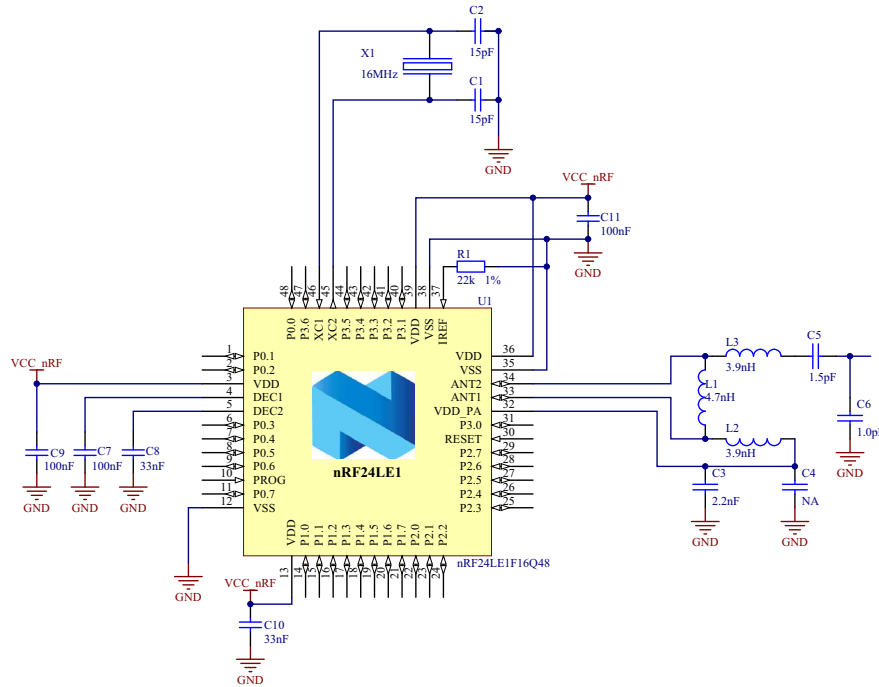 C2
15pF
X1
16MHz
C1
15pF
GND
VCC_nRF
C11
100nF
GND
R1
22k 1%
48 47 46 45 44 43 42 41 40 39 38 37
U1
P0.0 P3.6 XC1 XC2 P3.5 P3.4 P3.3 P3.2 P3.1 VDD VSS IREF
1 P0.1
2 P0.2
3 VDD
4 DEC1
5 DEC2
6 P0.3
7 P0.4
8 P0.5
9 P0.6
10 PROG
11 P0.7
12 VSS
VDD 36
VSS 35
ANT2 34
ANT1 33
VDD_PA 32
P3.0 31
RESET 30
P2.7 29
P2.6 28
P2.5 27
P2.4 26
P2.3 25
nRF24LE1
VDD P1.0 P1.1 P1.2 P1.3 P1.4 P1.5 P1.6 P1.7 P2.0 P2.1 P2.2
13 14 15 16 17 18 19 20 21 22 23 24
nRF24LE1F16Q48
VCC_nRF
C9
100nF
C7
100nF
C8
33nF
GND
GND
GND
GND
VCC_nRF
C10
33nF
GND
L3
3.9nH
C5
1.5pF
L1
4.7nH
C6
GND
L2
3.9nH
C3
2.2nF
C4
NA
GND
GND